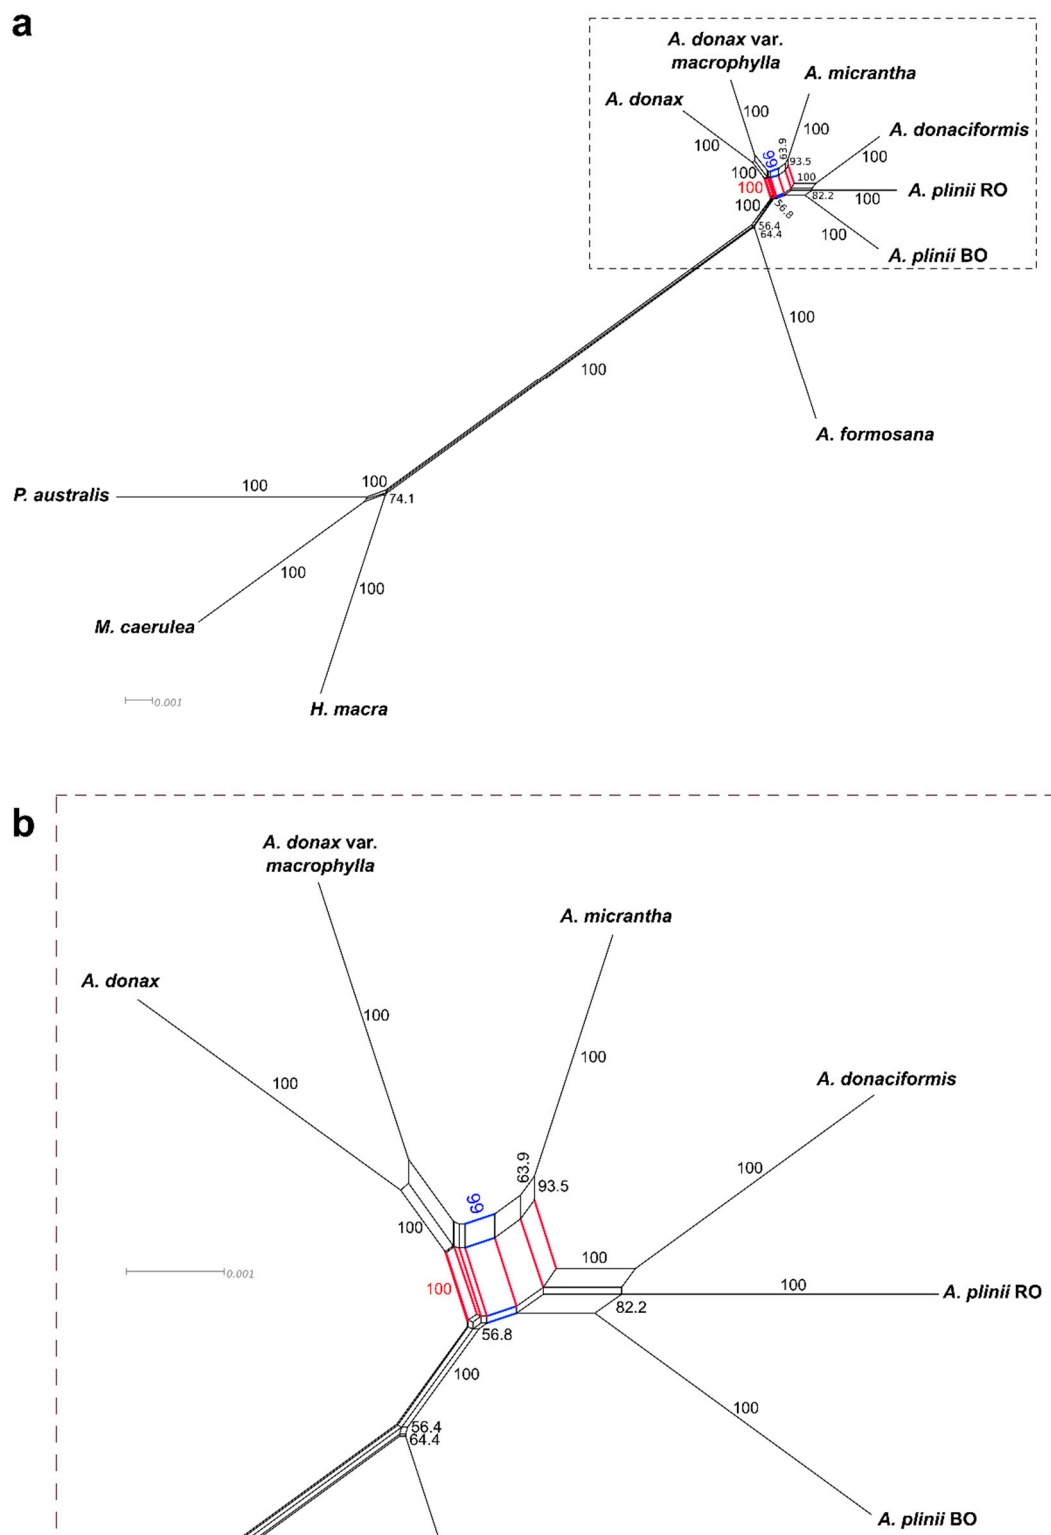 a
A. donax var.
macrophylla
A. micrantha
A. donax
100
A. donaciformis
100
100
99
63.9
93.5
100
100
100
100
A. plinii RO
100
82.2
100
100
56.8
56.4
64.4
100
A. plinii BO
100
100
A. formosana
100
100
P. australis
74.1
100
100
M. caerulea
0.001
H. macra
b
A. donax var.
macrophylla
A. micrantha
A. donax
100
100
A. donaciformis
100
63.9
93.5
100
99
100
100
100
A. plinii RO
0.001
100
82.2
56.8
100
100
56.4
64.4
A. plinii BO